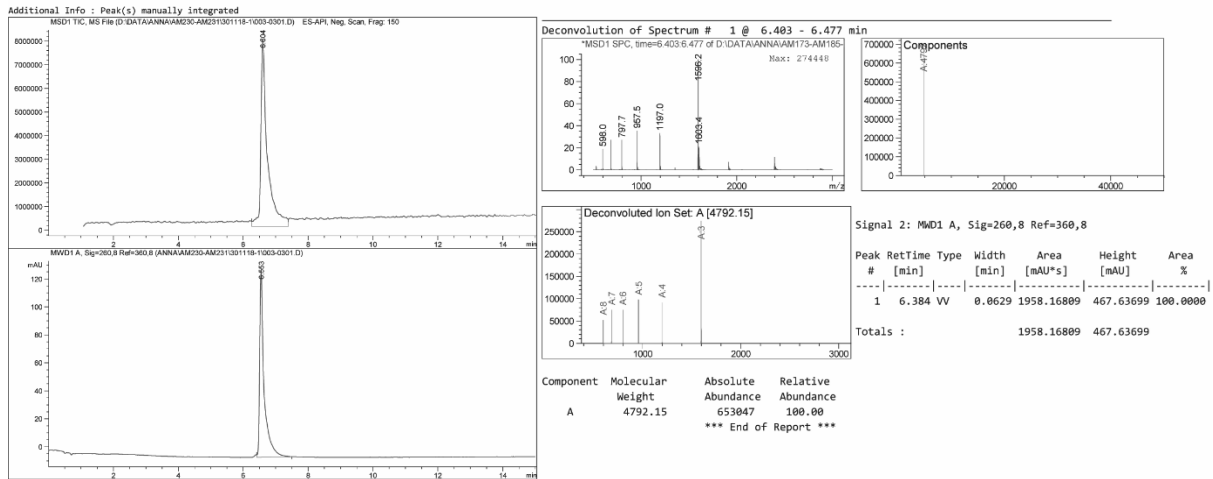 Additional Info : Peak(s) manually integrated
MSD1 TIC, MS File (D:\DATA\ANNA\AM230-AM231\301118-1\003-0301.D) ES-API, Neg, Scan, Frag: 150
8000000
7000000
6000000
5000000
4000000
3000000
2000000
1000000
0
6.604
2 4 6 8 10 12 14 min
MWD1 A, Sig=260,8 Ref=360,8 (ANNA\AM230-AM231\301118-1\003-0301.D)
mAU
120
100
80
60
40
20
0
6.553
2 4 6 8 10 12 14 min
Deconvolution of Spectrum # 1 @ 6.403 - 6.477 min
*MSD1 SPC, time=6.403:6.477 of D:\DATA\ANNA\AM173-AM185-
Max: 274448
100
80
60
40
20
0
598.0
797.7
957.5
1197.0
1596.2
1603.4
1000 2000 m/z
Components
700000
600000
500000
400000
300000
200000
100000
0
A:479
20000 40000
Deconvoluted Ion Set: A [4792.15]
250000
200000
150000
100000
50000
0
A:8
A:7
A:6
A:5
A:4
A:3
1000 2000 3000
Component Molecular Absolute Relative
Weight Abundance Abundance
A 4792.15 653047 100.00
*** End of Report ***
Signal 2: MWD1 A, Sig=260,8 Ref=360,8
Peak RetTime Type Width Area Height Area
# [min] [min] [mAU*s] [mAU] %
----|-------|----|-------|----------|----------|--------|
1 6.384 VV 0.0629 1958.16809 467.63699 100.0000
Totals : 1958.16809 467.63699